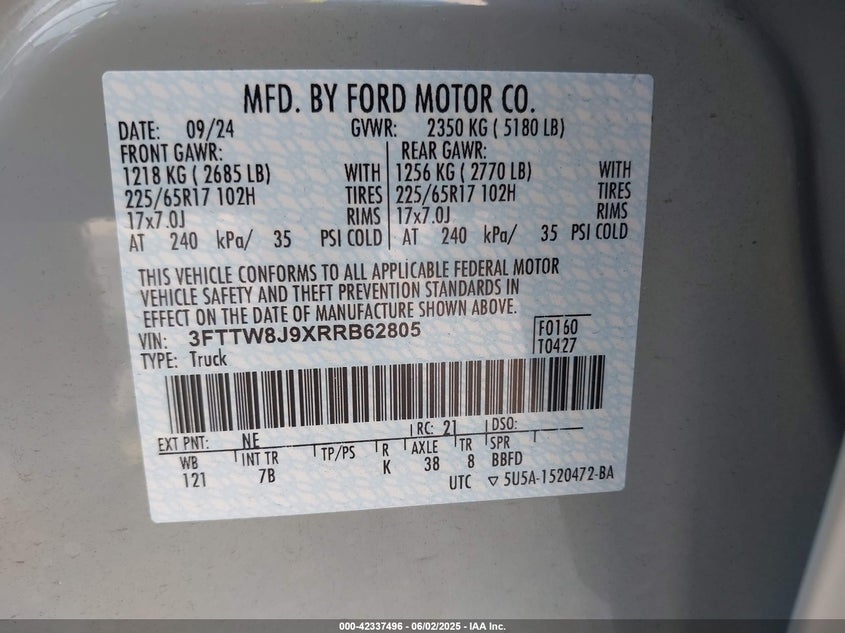 MFD. BY FORD MOTOR CO.
DATE: 09/24 GVWR: 2350 KG ( 5180 LB)
FRONT GAWR: REAR GAWR:
1218 KG ( 2685 LB) WITH 1256 KG ( 2770 LB) WITH
225/65R17 102H TIRES 225/65R17 102H TIRES
17x7.0J RIMS 17x7.0J RIMS
AT 240 kPa/ 35 PSI COLD AT 240 kPa/ 35 PSI COLD
THIS VEHICLE CONFORMS TO ALL APPLICABLE FEDERAL MOTOR
VEHICLE SAFETY AND THEFT PREVENTION STANDARDS IN
EFFECT ON THE DATE OF MANUFACTURE SHOWN ABOVE.
VIN: 3FTTW8J9XRRB62805 F0160
TYPE: Truck T0427
EXT PNT: NE RC: 21 DSO:
WB INT TR TP/PS R AXLE TR SPR
121 7B K 38 8 BBFD
UTC ▽ 5U5A-1520472-BA
000-42337496 - 06/02/2025 - IAA Inc.